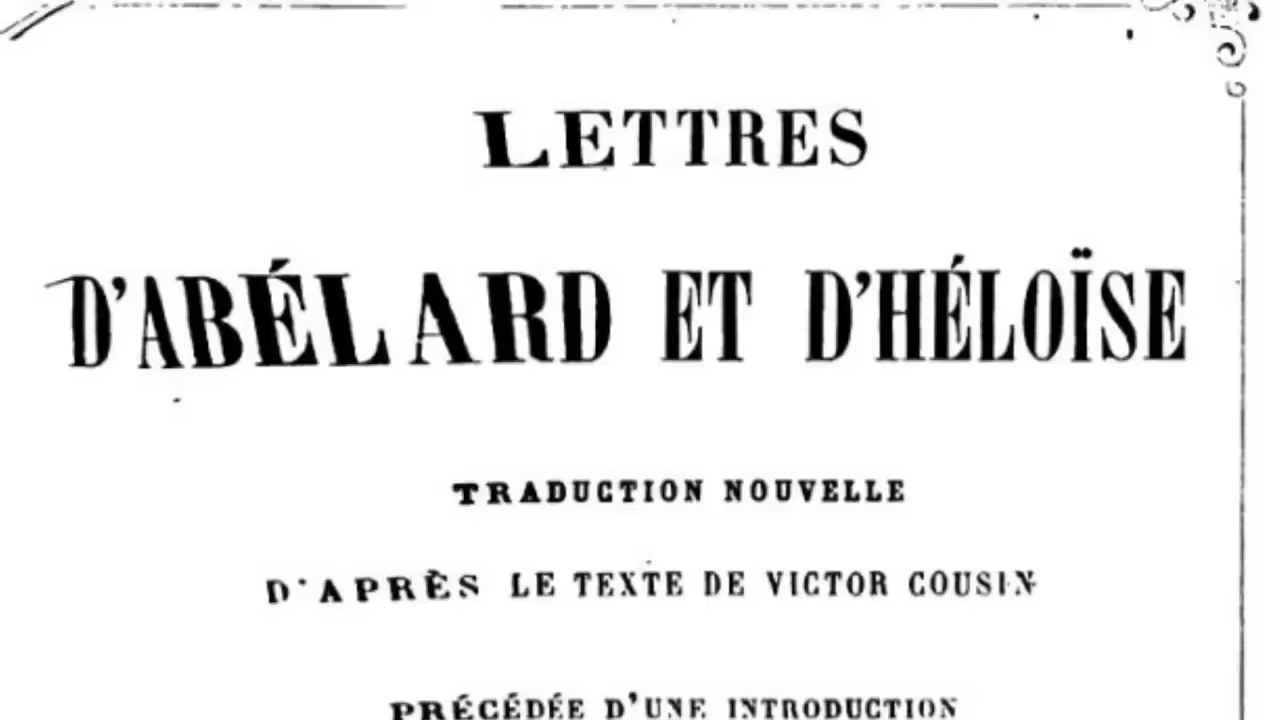 LETTRES
D'ABÉLARD ET D'HÉLOÏSE
TRADUCTION NOUVELLE
D'APRÈS LE TEXTE DE VICTOR COUSIN
PRÉCÉDÉE D'UNE INTRODUCTION